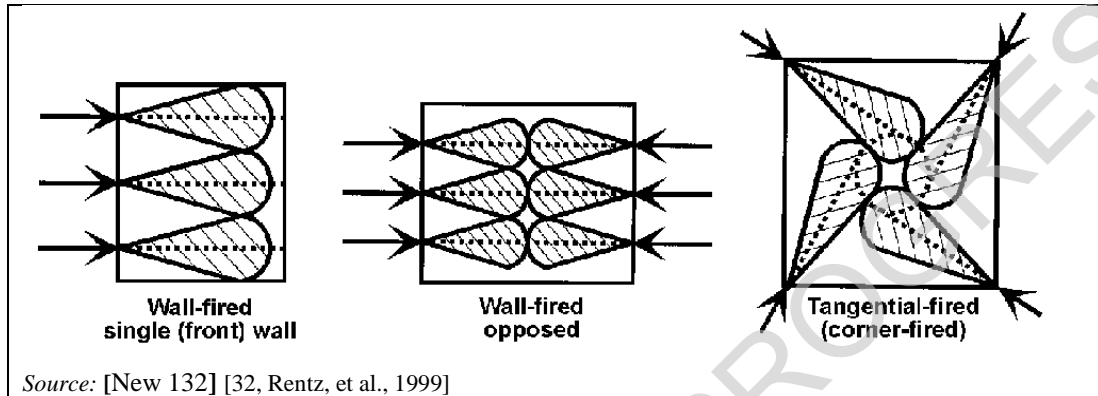 Wall-fired
single (front) wall
Wall-fired
opposed
Tangential-fired
(corner-fired)
Source: [New 132] [32, Rentz, et al., 1999]
PROGRES